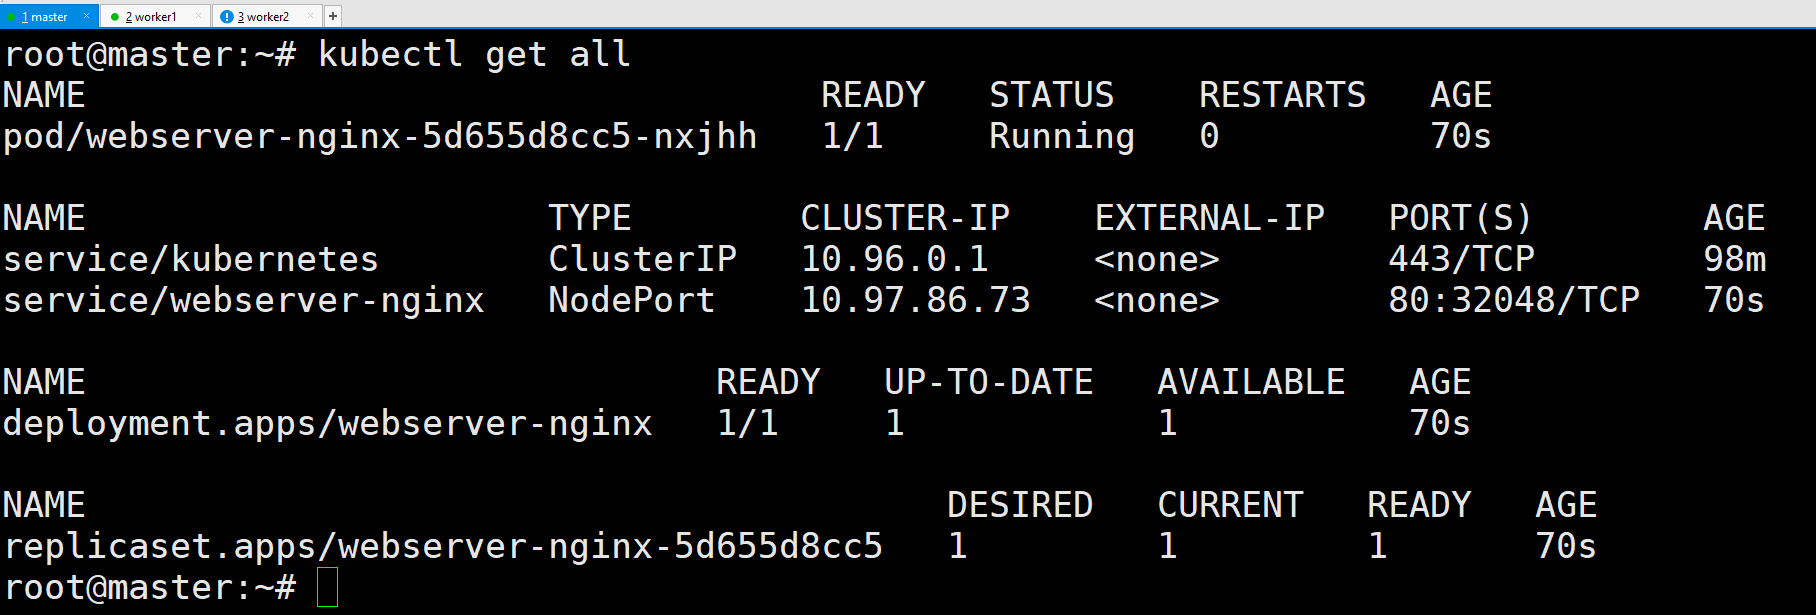 1 master × 2 worker1 × 3 worker2 × +
root@master:~# kubectl get all
NAME READY STATUS RESTARTS AGE
pod/webserver-nginx-5d655d8cc5-nxjhh 1/1 Running 0 70s
NAME TYPE CLUSTER-IP EXTERNAL-IP PORT(S) AGE
service/kubernetes ClusterIP 10.96.0.1 <none> 443/TCP 98m
service/webserver-nginx NodePort 10.97.86.73 <none> 80:32048/TCP 70s
NAME READY UP-TO-DATE AVAILABLE AGE
deployment.apps/webserver-nginx 1/1 1 1 70s
NAME DESIRED CURRENT READY AGE
replicaset.apps/webserver-nginx-5d655d8cc5 1 1 1 70s
root@master:~#